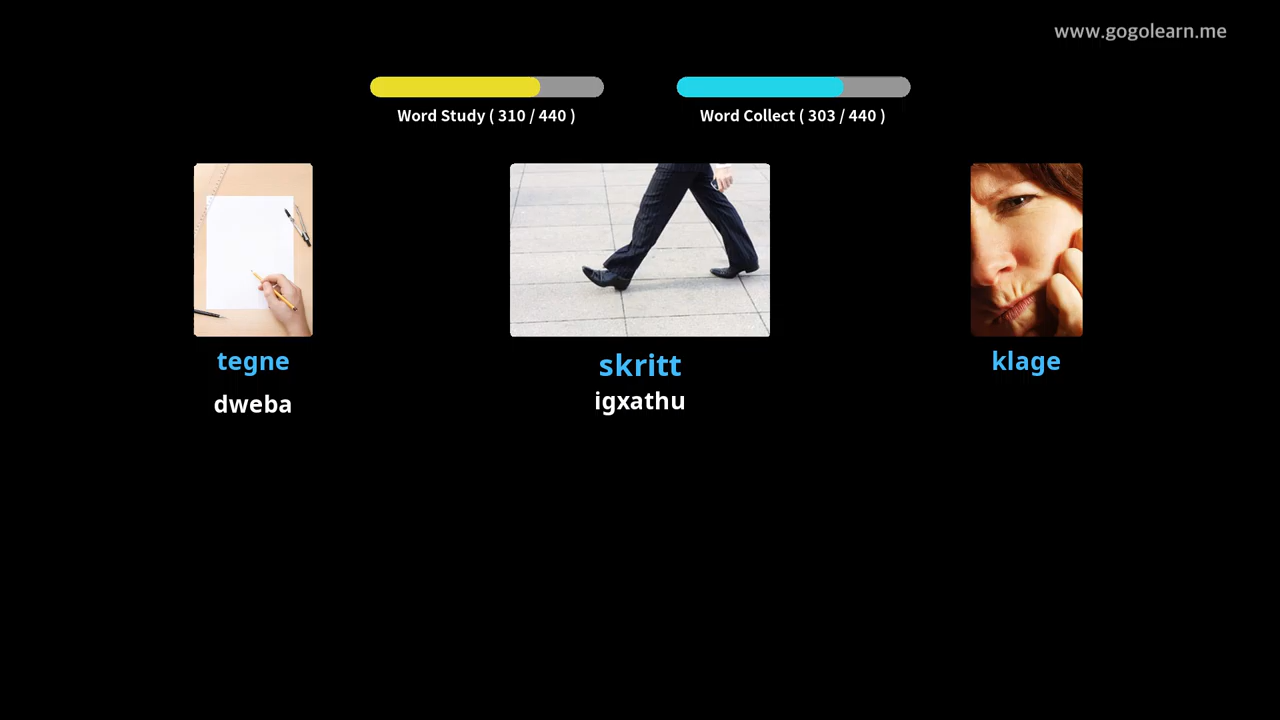 www.gogolearn.me
Word Study ( 310 / 440 )
Word Collect ( 303 / 440 )
tegne
dweba
skritt
igxathu
klage